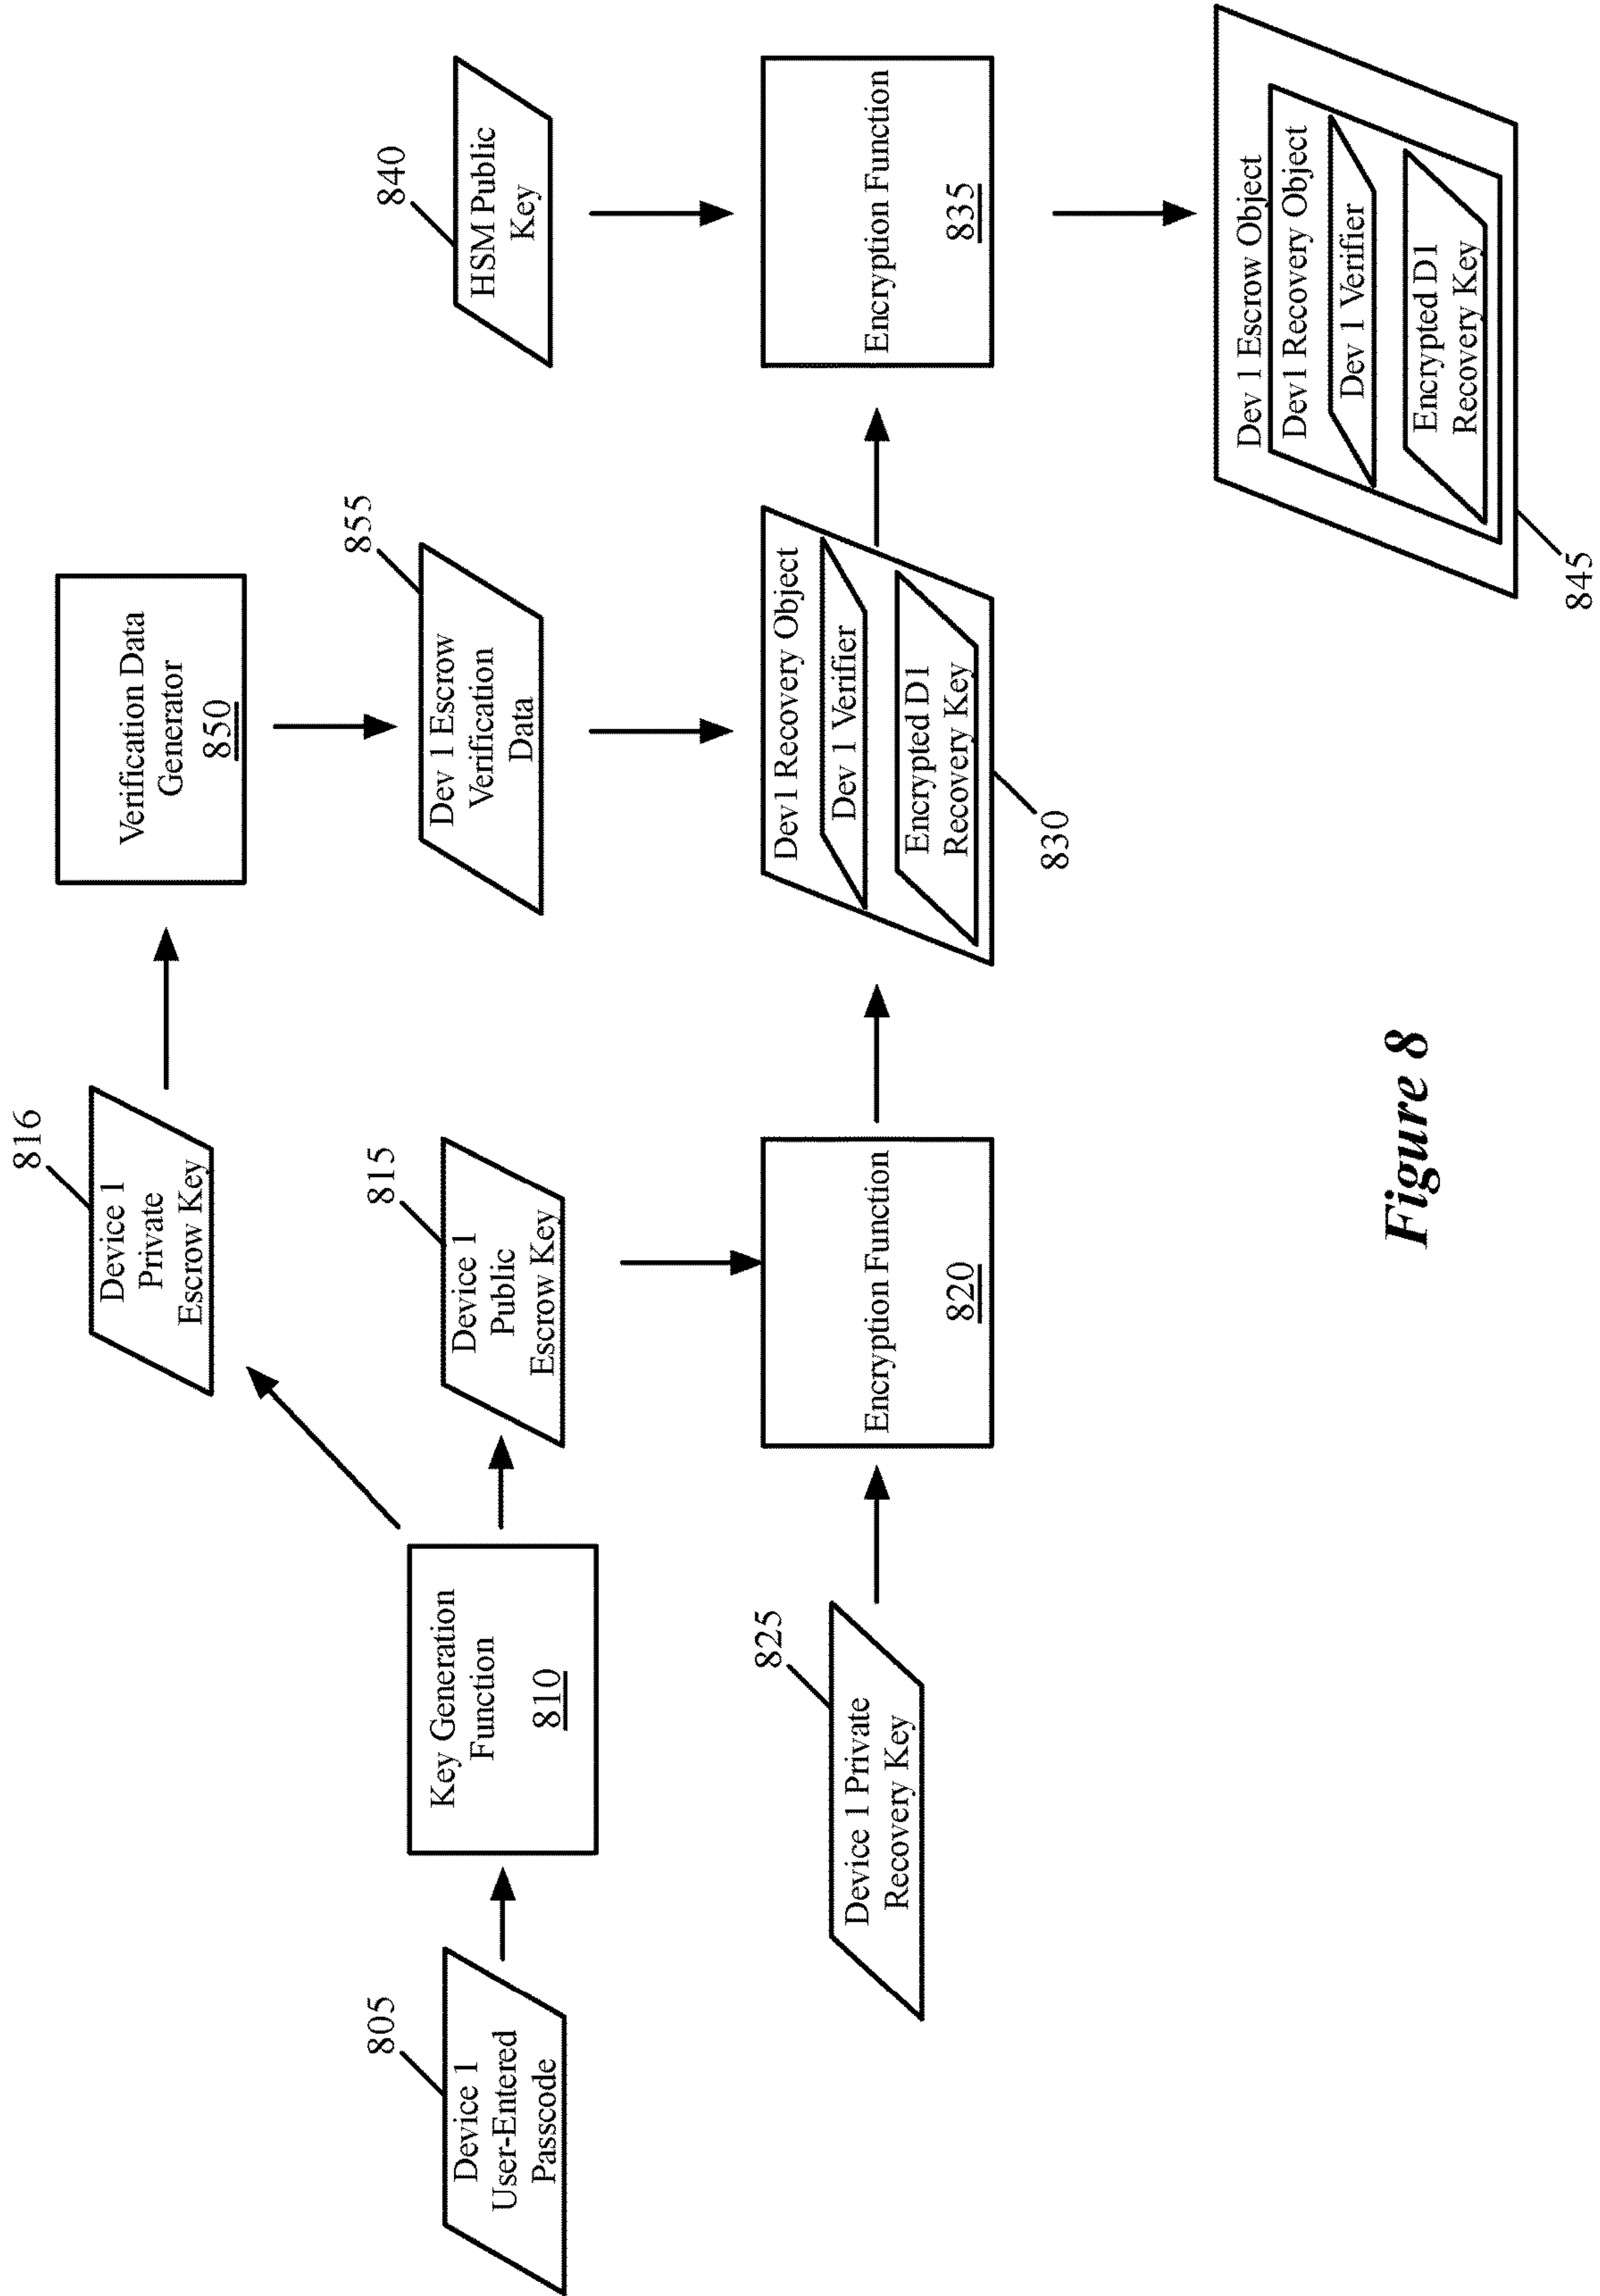 816
Device 1
Private
Escrow Key
Verification Data
Generator
850
805
Device 1
User-Entered
Passcode
Key Generation
Function
810
815
Device 1
Public
Escrow Key
855
Dev 1 Escrow
Verification
Data
840
HSM Public
Key
825
Device 1 Private
Recovery Key
Encryption Function
820
Dev1 Recovery Object
Dev 1 Verifier
Encrypted D1
Recovery Key
830
Encryption Function
835
Dev 1 Escrow Object
Dev1 Recovery Object
Dev 1 Verifier
Encrypted D1
Recovery Key
845
Figure 8